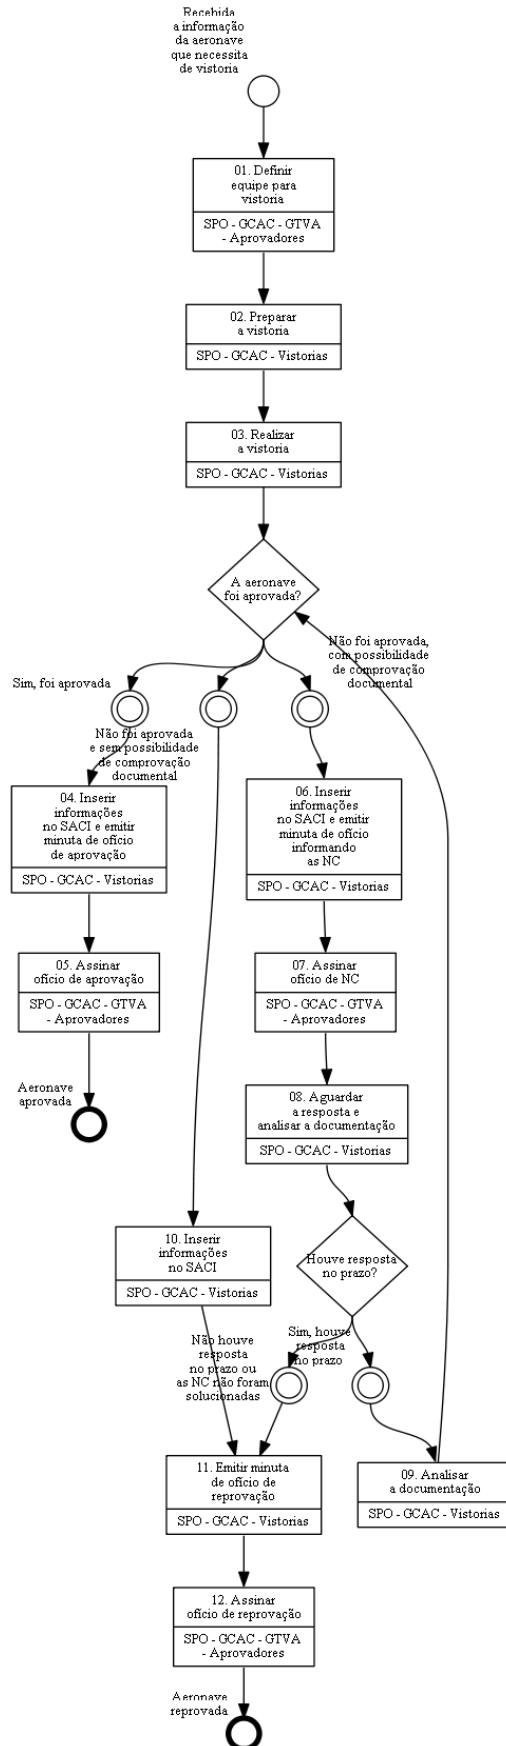 Recebida
a informação
da aeronave
que necessita
de vistoria
01. Definir
equipe para
vistoria
SPO - GCAC - GTVA
- Aprovadores
02. Preparar
a vistoria
SPO - GCAC - Vistorias
03. Realizar
a vistoria
SPO - GCAC - Vistorias
A aeronave
foi aprovada?
Não foi aprovada,
com possibilidade
de comprovação
documental
Sim, foi aprovada
Não foi aprovada
e sem possibilidade
de comprovação
documental
04. Inserir
informações
no SACI e emitir
minuta de ofício
de aprovação
SPO - GCAC - Vistorias
06. Inserir
informações
no SACI e emitir
minuta de ofício
informando
as NC
SPO - GCAC - Vistorias
05. Assinar
ofício de aprovação
SPO - GCAC - GTVA
- Aprovadores
07. Assinar
ofício de NC
SPO - GCAC - GTVA
- Aprovadores
Aeronave
aprovada
08. Aguardar
a resposta e
analisar a documentação
SPO - GCAC - Vistorias
10. Inserir
informações
no SACI
SPO - GCAC - Vistorias
Houve resposta
no prazo?
Não houve
resposta
no prazo ou
as NC não foram
solucionadas
Sim, houve
resposta
no prazo
11. Emitir minuta
de ofício de
reprovação
SPO - GCAC - Vistorias
09. Analisar
a documentação
SPO - GCAC - Vistorias
12. Assinar
ofício de reprovação
SPO - GCAC - GTVA
- Aprovadores
Aeronave
reprovada